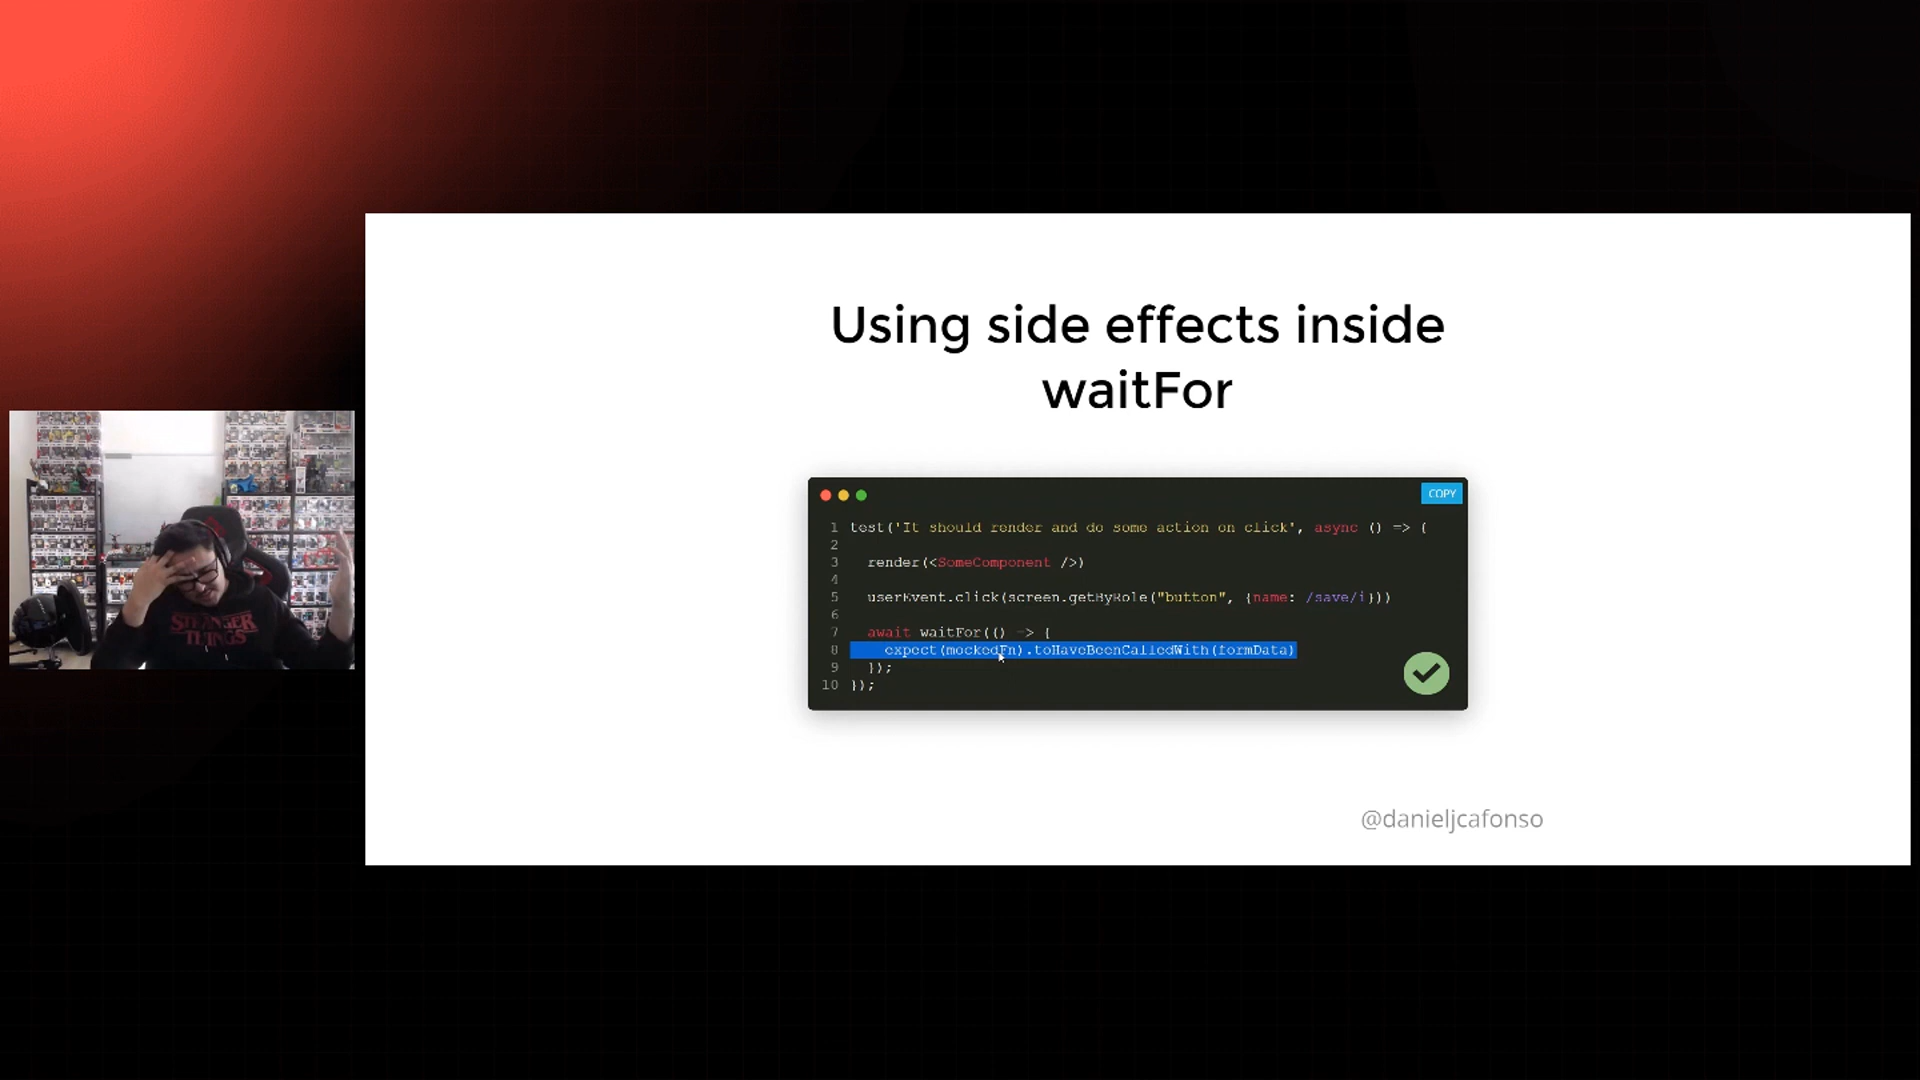 Using side effects inside
waitFor
COPY
1 test('It should render and do some action on click', async () => {
2
3 render(<SomeComponent />)
4
5 userEvent.click(screen.getByRole("button", {name: /save/i}))
6
7 await waitFor(() => {
8 expect(mockedFn).toHaveBeenCalledWith(formData)
9 });
10 });
@danieljcafonso
STRANGER
THINGS